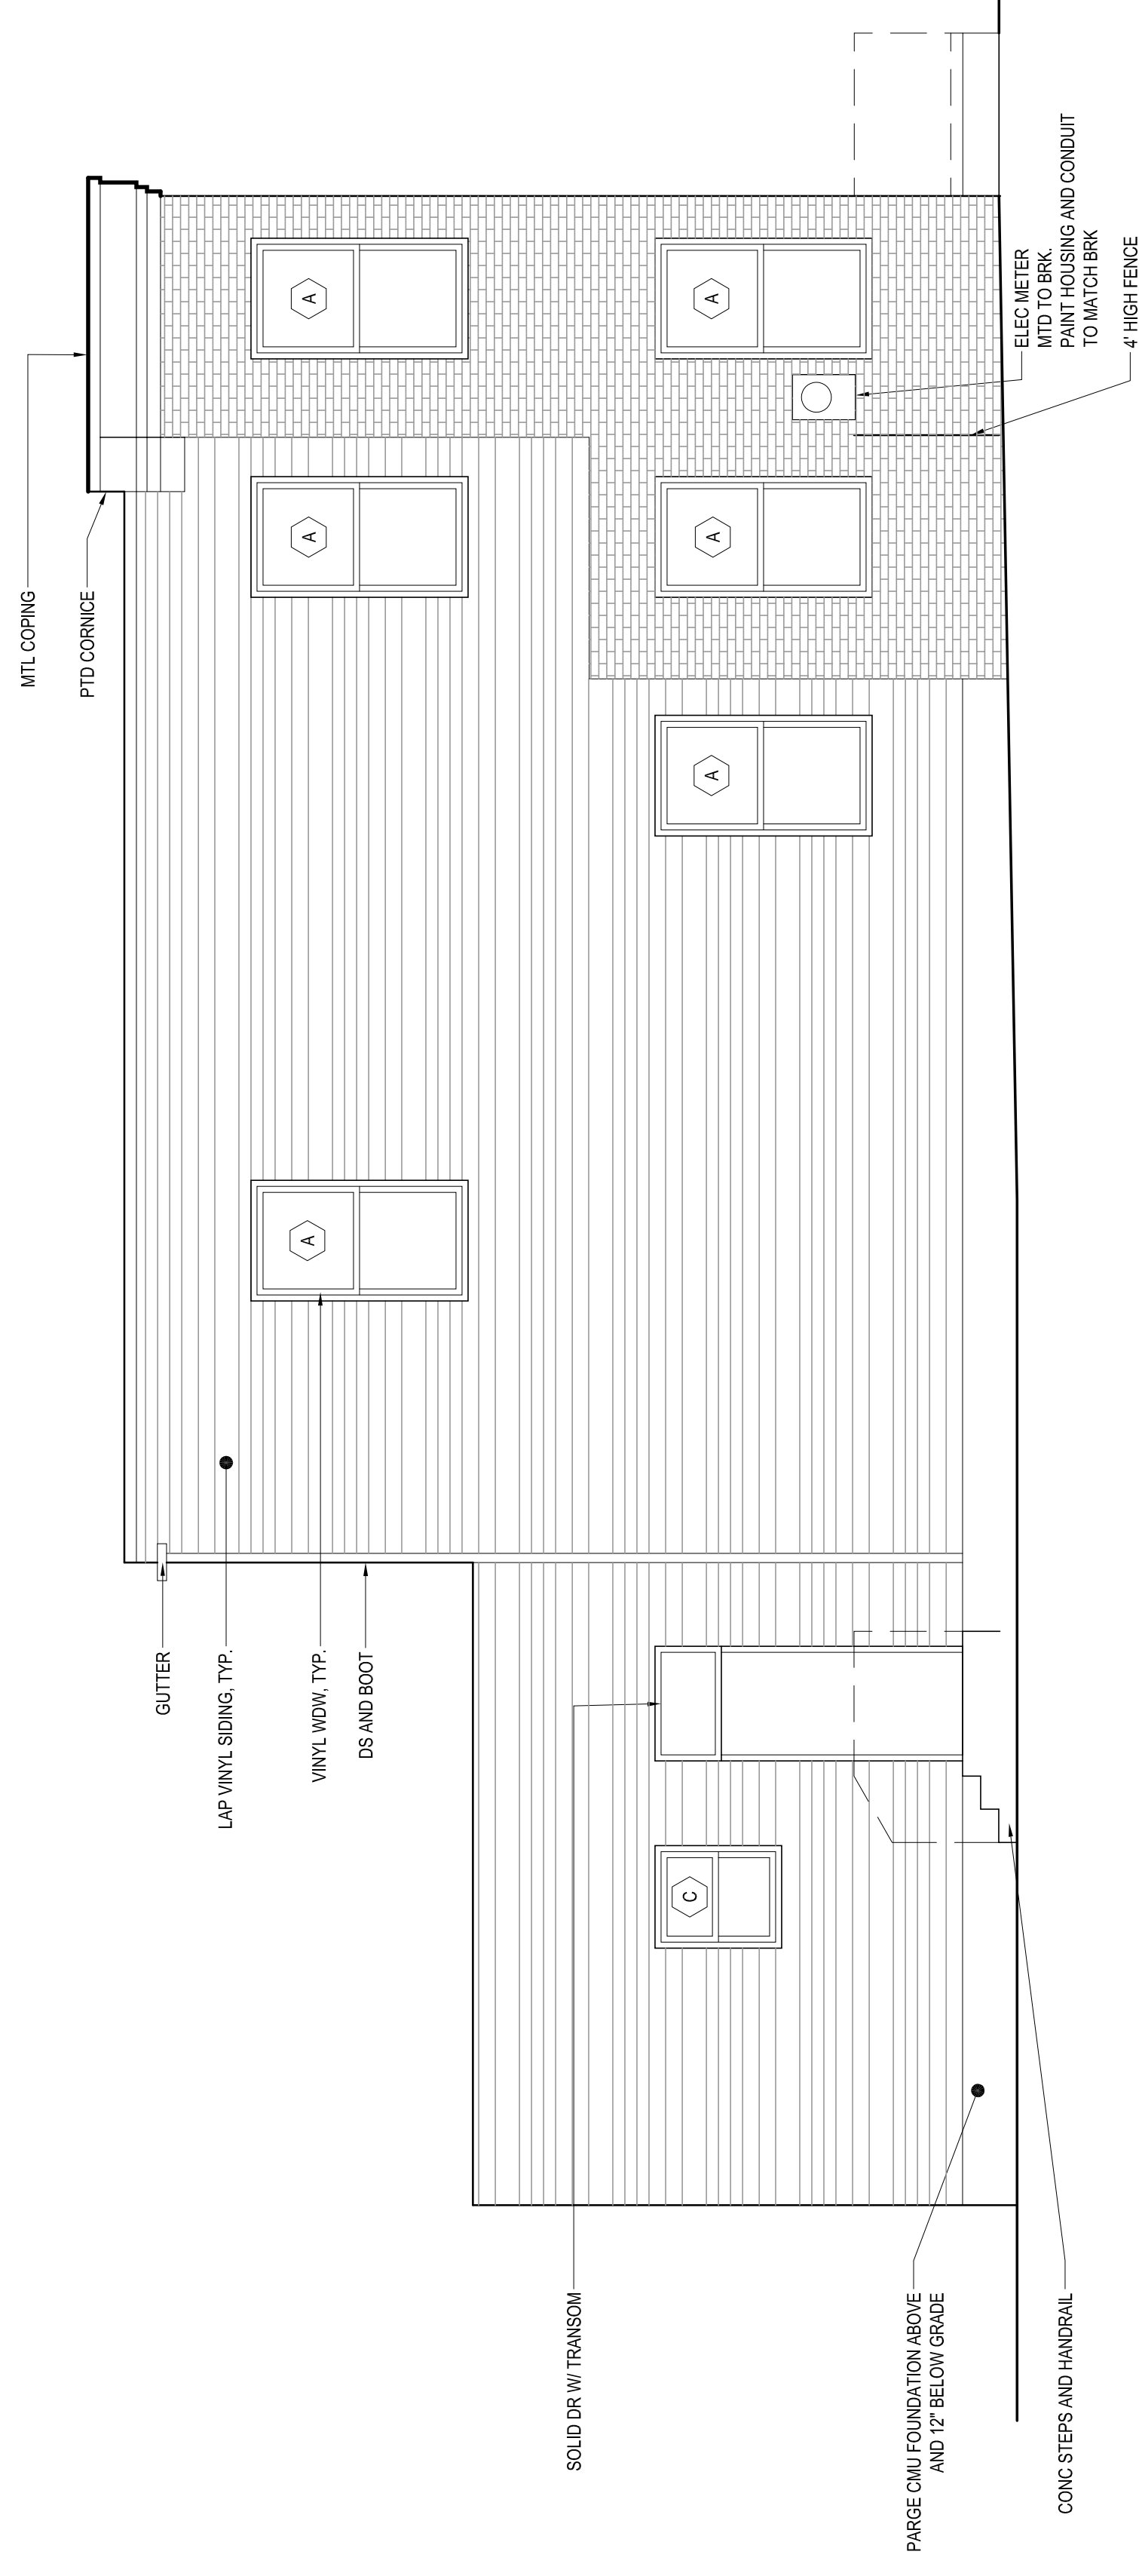 MTL COPING
PTD CORNICE
GUTTER
LAP VINYL SIDING, TYP.
VINYL WDW, TYP.
DS AND BOOT
A
A
A
A
A
A
C
SOLID DR W/ TRANSOM
PARGE CMU FOUNDATION ABOVE
AND 12" BELOW GRADE
CONC STEPS AND HANDRAIL
ELEC METER
MTD TO BRK.
PAINT HOUSING AND CONDUIT
TO MATCH BRK
4' HIGH FENCE